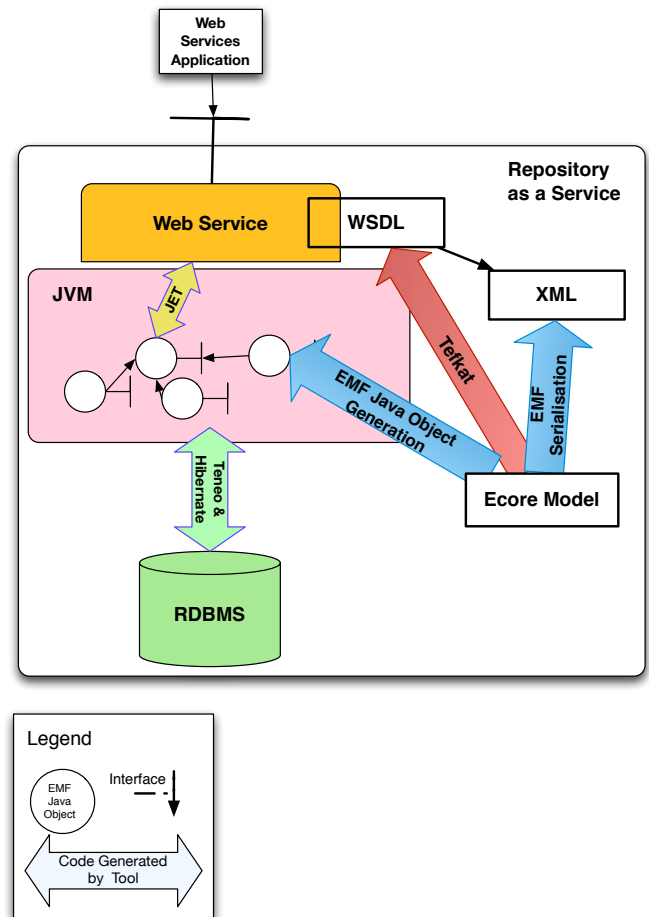 Web
Services
Application
Repository
as a Service
Web Service
WSDL
JVM
XML
JET
Tefkat
EMF Java Object
Generation
EMF
Serialisation
Teneo &
Hibernate
Ecore Model
RDBMS
Legend
EMF
Java
Object
Interface
Code Generated
by Tool